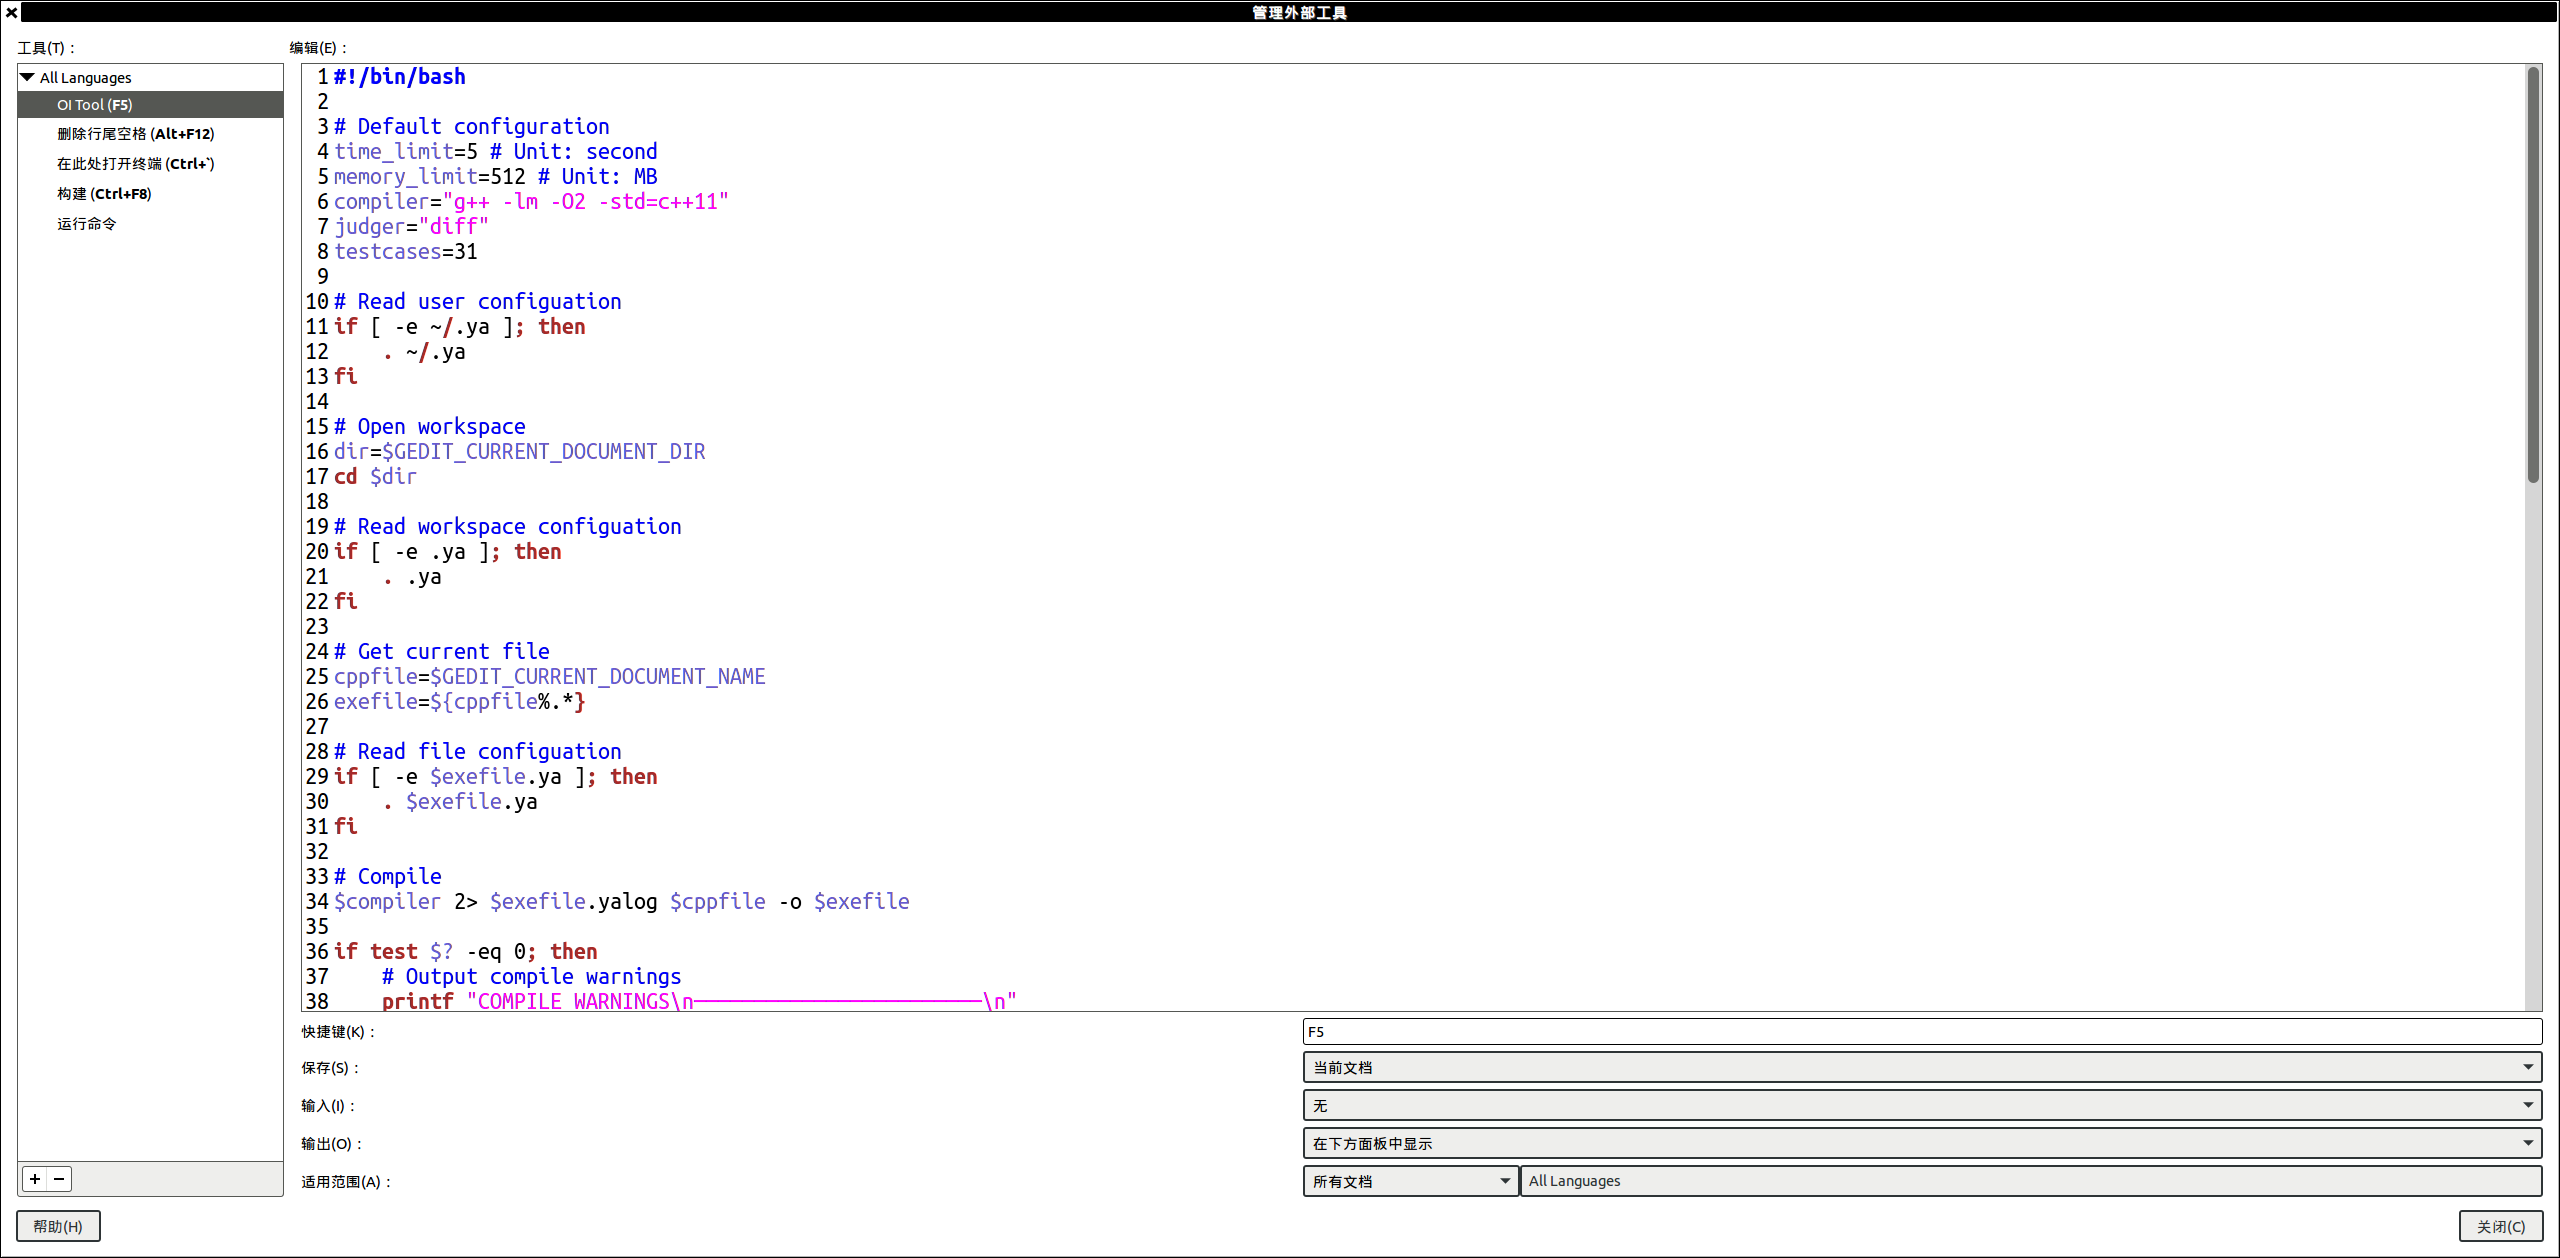 管理外部工具
工具(T)：
All Languages
OI Tool (F5)
删除行尾空格 (Alt+F12)
在此处打开终端 (Ctrl+`)
构建 (Ctrl+F8)
运行命令
编辑(E)：
1 #!/bin/bash
2
3 # Default configuration
4 time_limit=5 # Unit: second
5 memory_limit=512 # Unit: MB
6 compiler="g++ -lm -O2 -std=c++11"
7 judger="diff"
8 testcases=31
9
10 # Read user configuation
11 if [ -e ~/.ya ]; then
12     . ~/.ya
13 fi
14
15 # Open workspace
16 dir=$GEDIT_CURRENT_DOCUMENT_DIR
17 cd $dir
18
19 # Read workspace configuation
20 if [ -e .ya ]; then
21     . .ya
22 fi
23
24 # Get current file
25 cppfile=$GEDIT_CURRENT_DOCUMENT_NAME
26 exefile=${cppfile%.*}
27
28 # Read file configuation
29 if [ -e $exefile.ya ]; then
30     . $exefile.ya
31 fi
32
33 # Compile
34 $compiler 2> $exefile.yalog $cppfile -o $exefile
35
36 if test $? -eq 0; then
37     # Output compile warnings
38     printf "COMPILE WARNINGS\n────────────────────────\n"
快捷键(K)：
F5
保存(S)：
当前文档
输入(I)：
无
输出(O)：
在下方面板中显示
适用范围(A)：
所有文档
All Languages
帮助(H)
关闭(C)